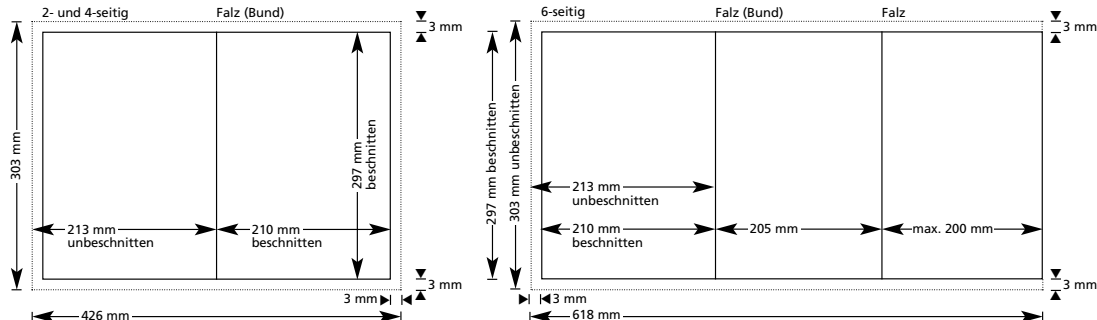 2- und 4-seitig
Falz (Bund)
3 mm
303 mm
297 mm
beschnitten
213 mm
unbeschnitten
210 mm
beschnitten
3 mm
3 mm
426 mm
6-seitig
Falz (Bund)
Falz
3 mm
297 mm beschnitten
303 mm unbeschnitten
213 mm
unbeschnitten
210 mm
beschnitten
205 mm
max. 200 mm
3 mm
3 mm
618 mm